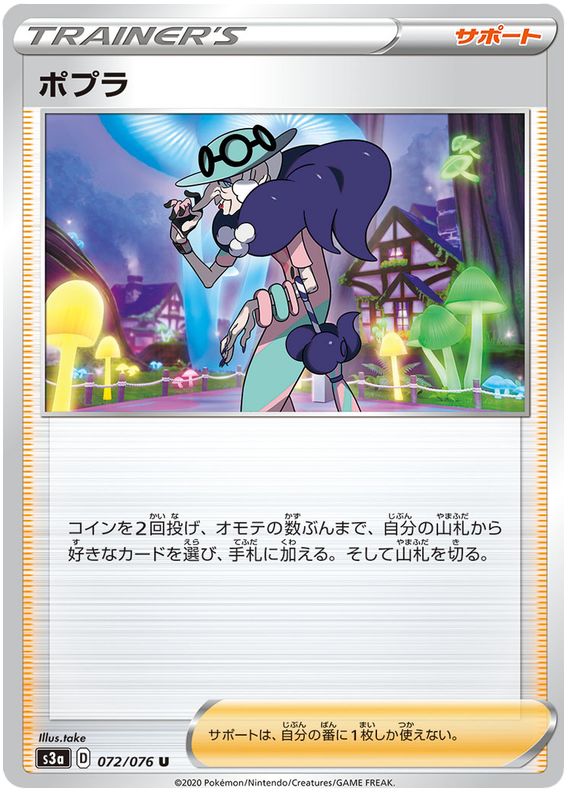 TRAINER'S
サポート
ポプラ
コインを2回投げ、オモテの数ぶんまで、自分の山札から
好きなカードを選び、手札に加える。そして山札を切る。
Illus.take
サポートは、自分の番に1枚しか使えない。
s3a D 072/076 U
©2020 Pokémon/Nintendo/Creatures/GAME FREAK.